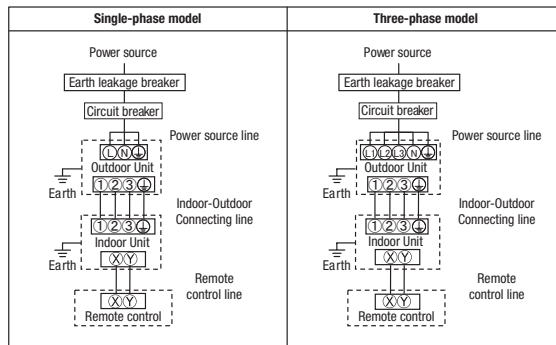 Single-phase model
Power source
Earth leakage breaker
Circuit breaker
Power source line
L N
Outdoor Unit
1 2 3
Earth
Indoor-Outdoor
Connecting line
1 2 3
Indoor Unit
Earth
X Y
Remote
control line
X Y
Remote control
Three-phase model
Power source
Earth leakage breaker
Circuit breaker
Power source line
L1 L2 L3 N
Outdoor Unit
1 2 3
Earth
Indoor-Outdoor
Connecting line
1 2 3
Indoor Unit
Earth
X Y
Remote
control line
X Y
Remote control